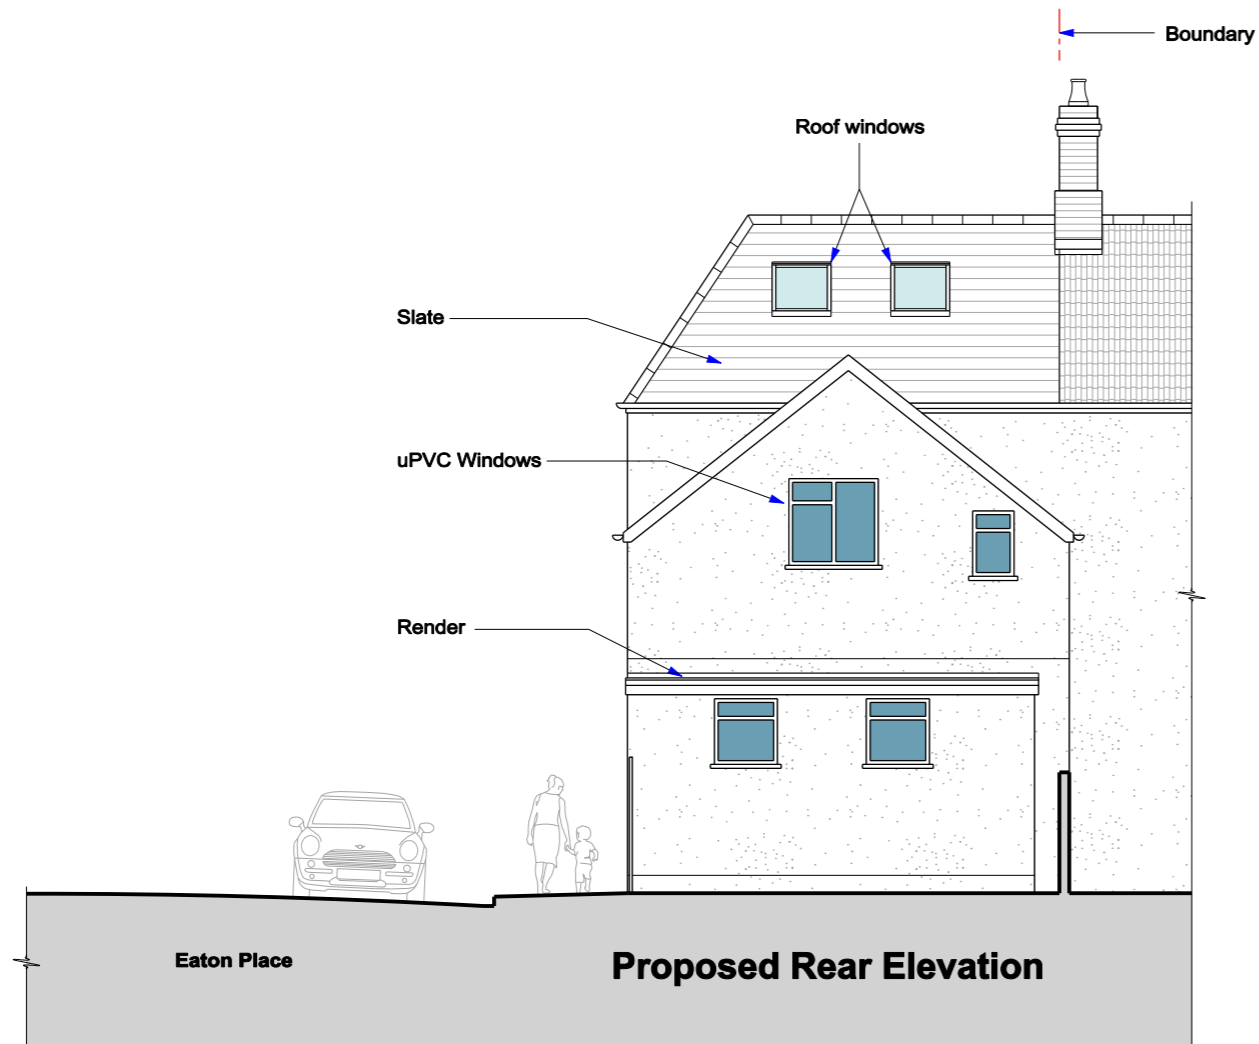 Boundary
Roof windows
Slate
uPVC Windows
Render
Eaton Place
Proposed Rear Elevation